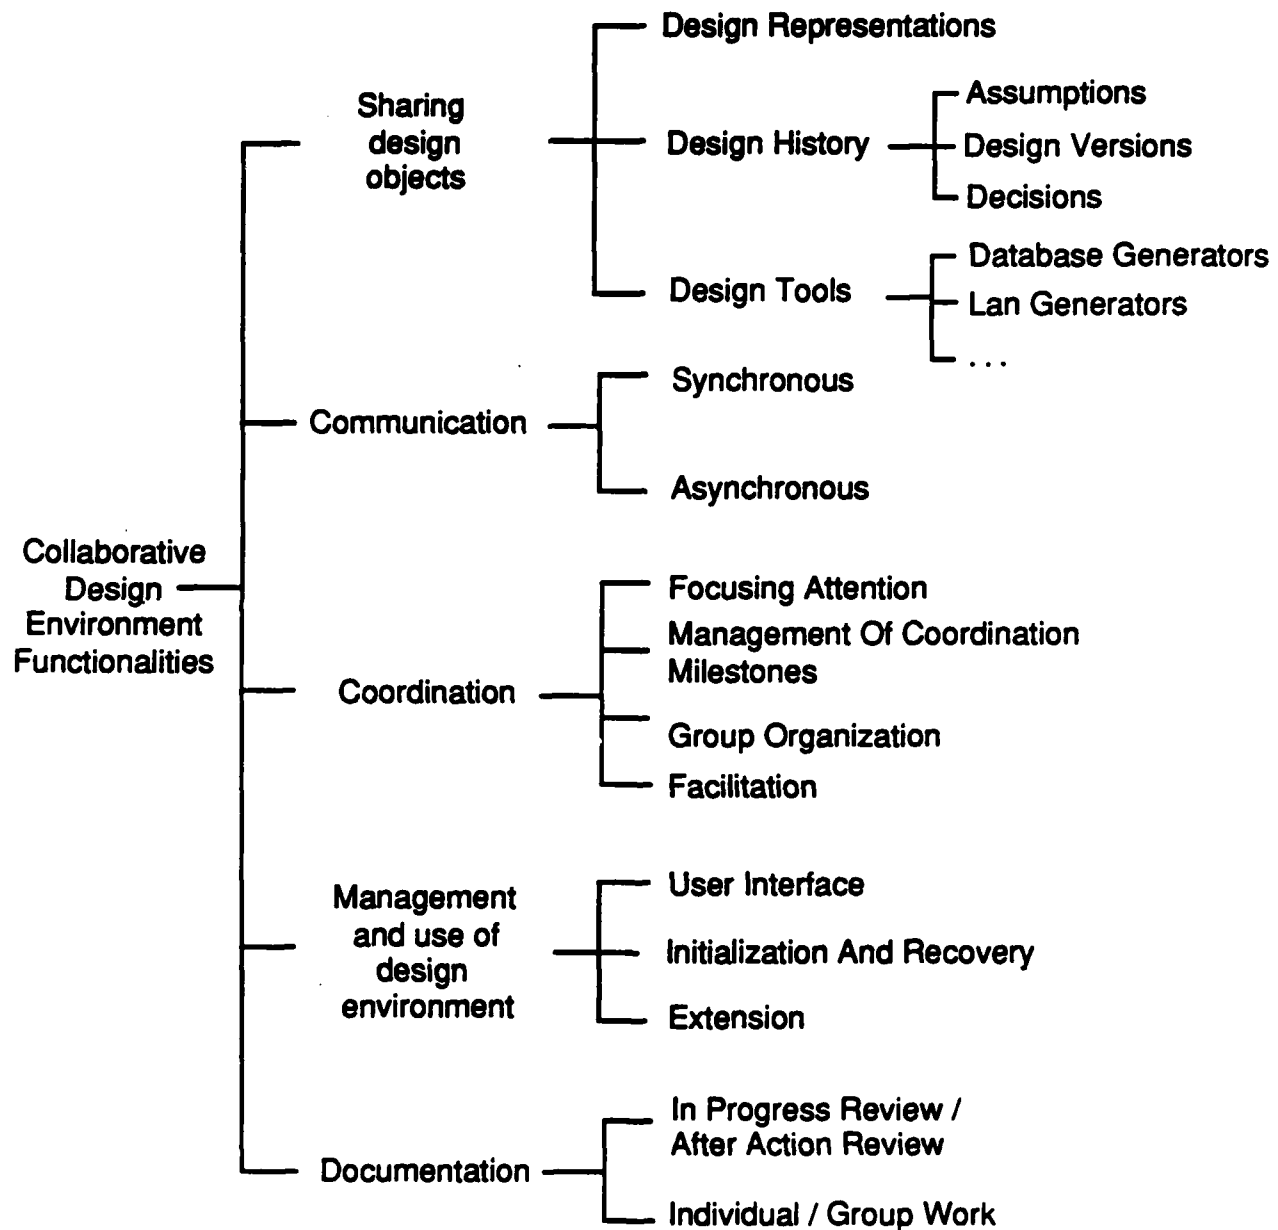 Design Representations
Sharing
design
objects
Design History
Assumptions
Design Versions
Decisions
Design Tools
Database Generators
Lan Generators
. . .
Communication
Synchronous
Asynchronous
Collaborative
Design
Environment
Functionalities
Coordination
Focusing Attention
Management Of Coordination
Milestones
Group Organization
Facilitation
Management
and use of
design
environment
User Interface
Initialization And Recovery
Extension
Documentation
In Progress Review /
After Action Review
Individual / Group Work